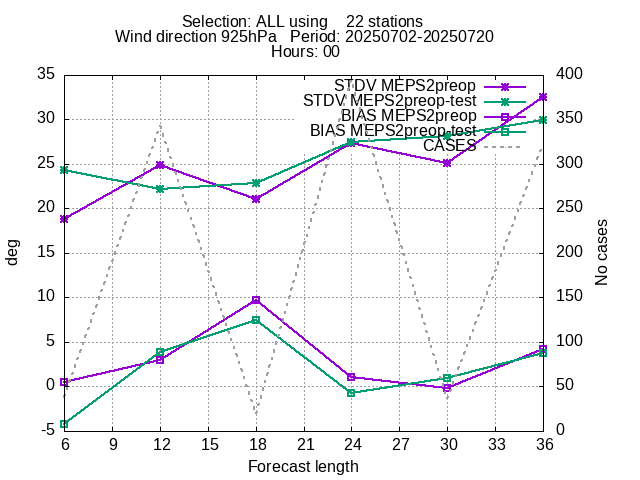 Selection: ALL using    22 stations
Wind direction 925hPa   Period: 20250702-20250720
Hours: 00
STDV MEPS2preop
STDV MEPS2preop-test
BIAS MEPS2preop
BIAS MEPS2preop-test
CASES
deg
35
30
25
20
15
10
5
0
-5
400
350
300
250
200
150
100
50
0
No cases
6 9 12 15 18 21 24 27 30 33 36
Forecast length